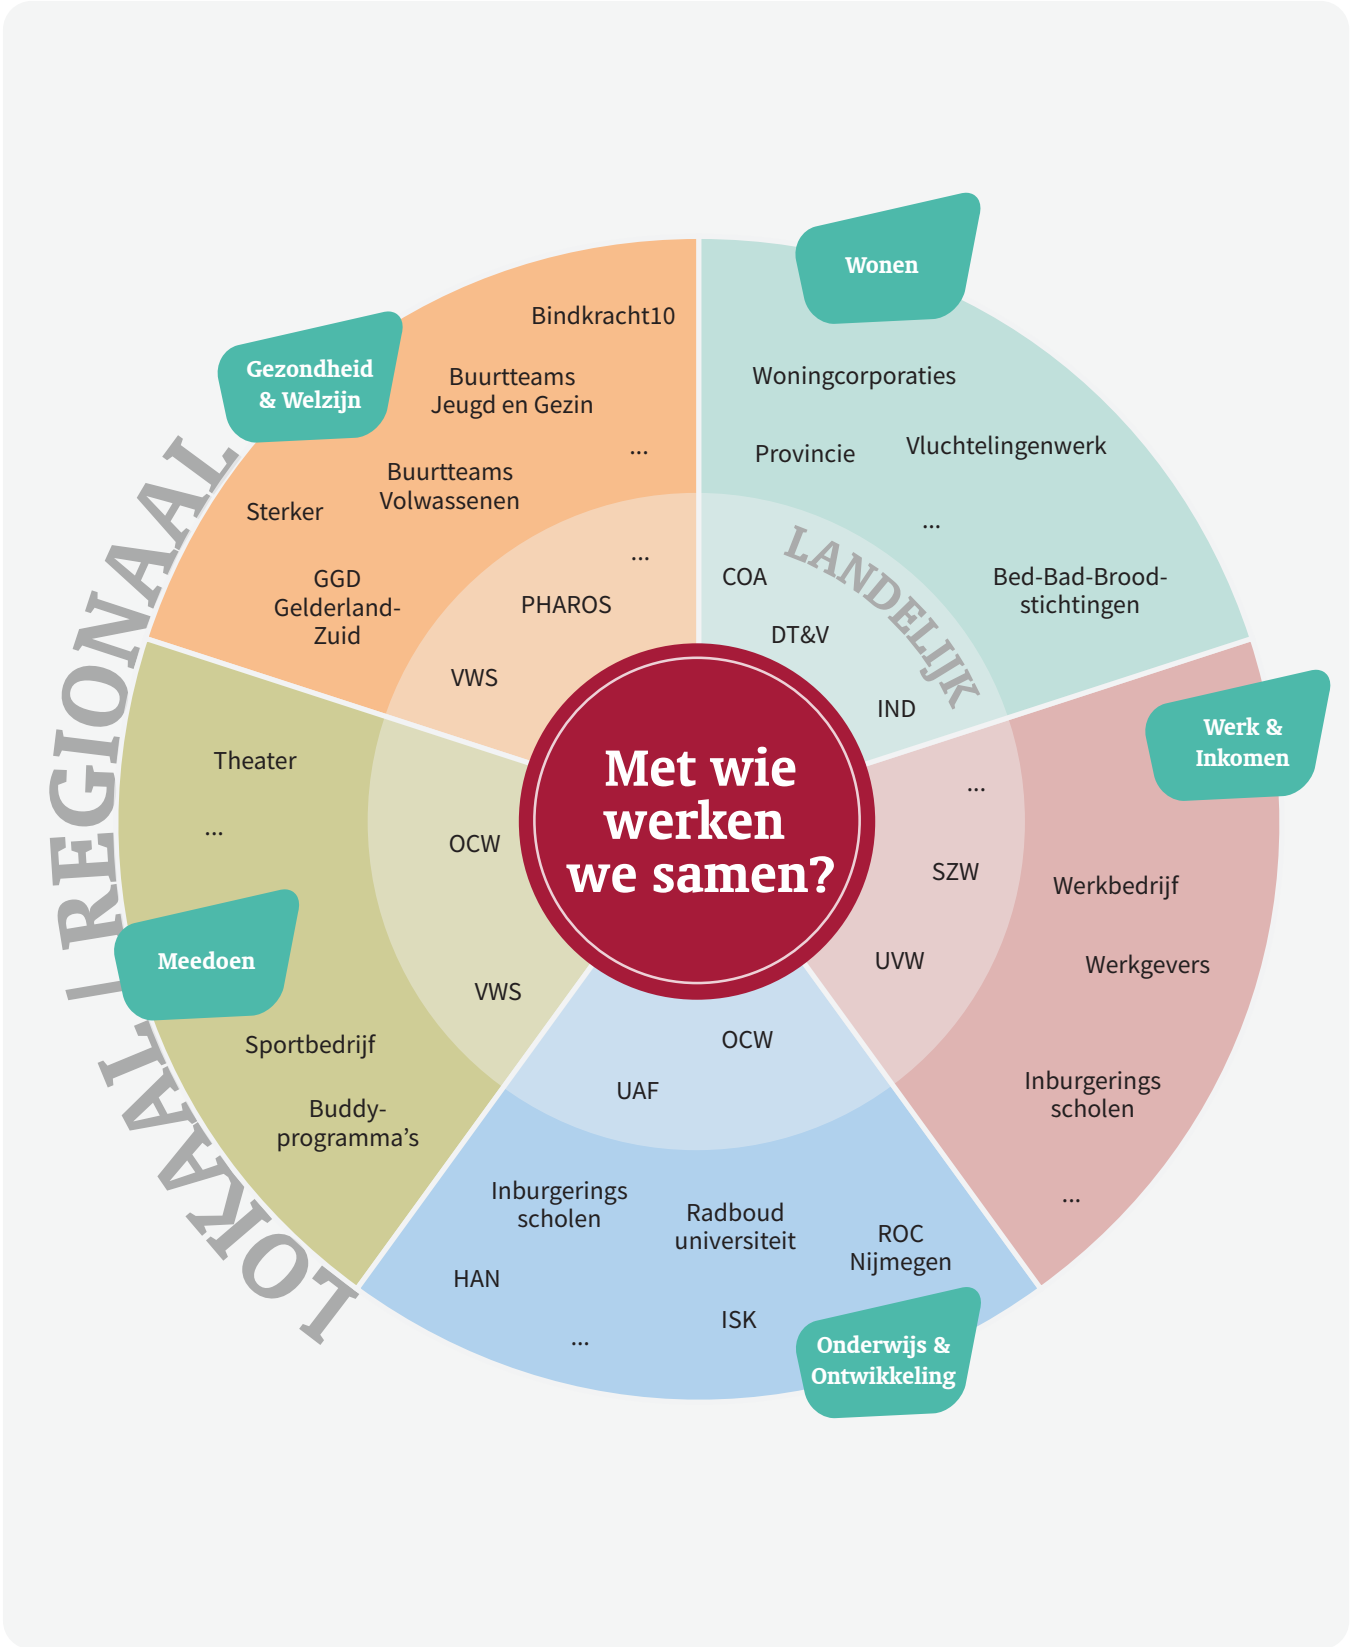 Met wie
werken
we samen?
LANDELIJK
LOKAAL | REGIONAAL
Wonen
Woningcorporaties
Provincie
Vluchtelingenwerk
...
Bed-Bad-Brood-
stichtingen
COA
DT&V
IND
Werk &
Inkomen
...
SZW
UVW
Werkbedrijf
Werkgevers
Inburgerings
scholen
...
Onderwijs &
Ontwikkeling
OCW
UAF
Inburgerings
scholen
Radboud
universiteit
ROC
Nijmegen
HAN
ISK
...
Meedoen
Theater
...
OCW
VWS
Sportbedrijf
Buddy-
programma’s
Gezondheid
& Welzijn
Bindkracht10
Buurtteams
Jeugd en Gezin
...
Buurtteams
Volwassenen
Sterker
GGD
Gelderland-
Zuid
...
PHAROS
VWS